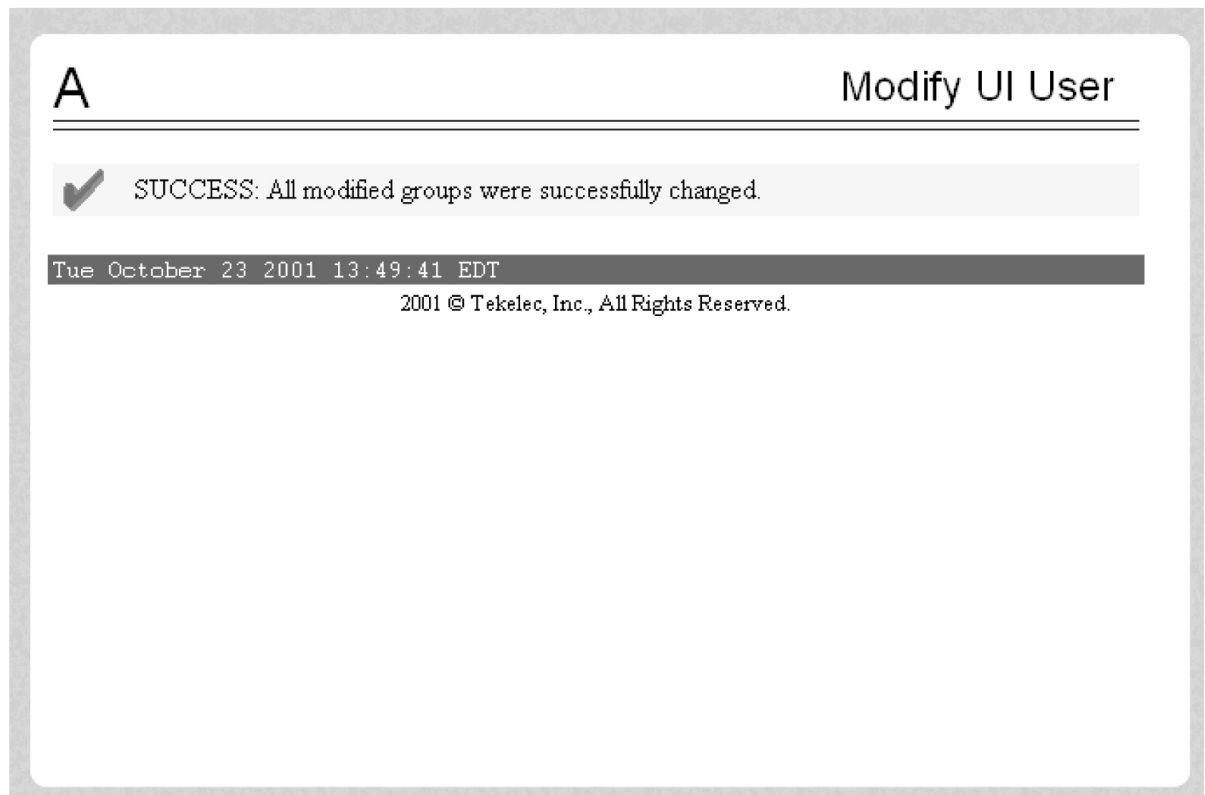 A
Modify UI User
SUCCESS: All modified groups were successfully changed.
Tue October 23 2001 13:49:41 EDT
2001 © Tekelec, Inc., All Rights Reserved.